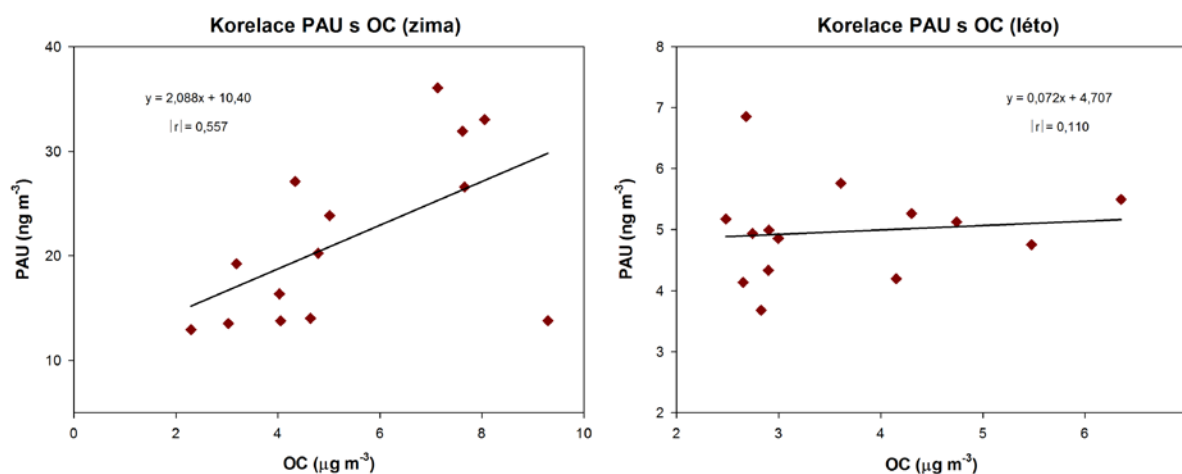 Korelace PAU s OC (zima)
40
30
20
10
PAU (ng m⁻³)
y = 2,088x + 10,40
|r|= 0,557
0 2 4 6 8 10
OC (µg m⁻³)
Korelace PAU s OC (léto)
8
7
6
5
4
3
2
PAU (ng m⁻³)
y = 0,072x + 4,707
|r|= 0,110
2 3 4 5 6
OC (µg m⁻³)